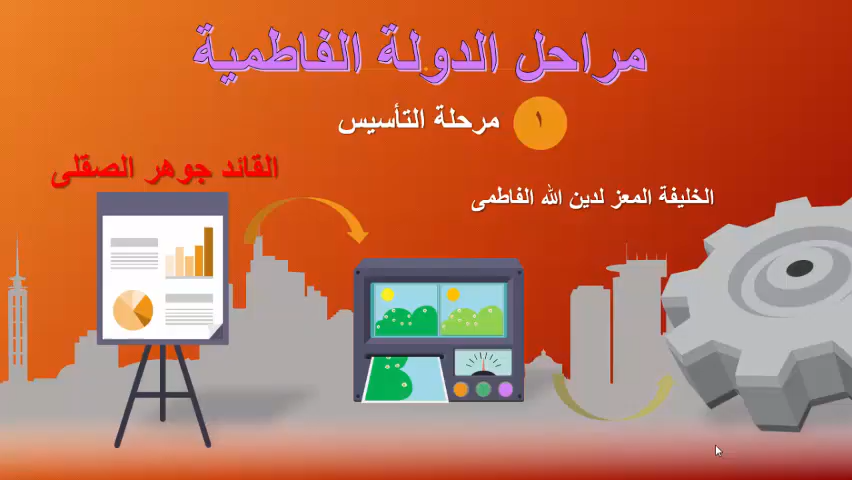 مراحل الدولة الفاطمية
١ مرحلة التأسيس
القائد جوهر الصقلى
الخليفة المعز لدين الله الفاطمى